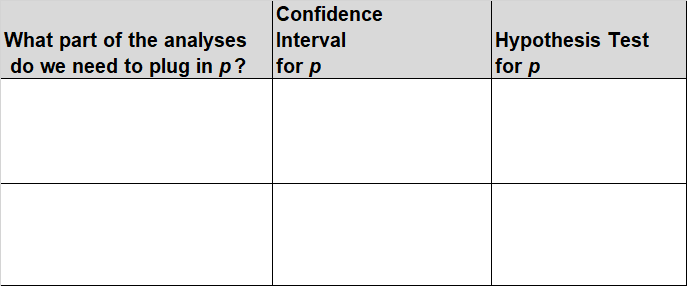 What part of the analyses
do we need to plug in p?
Confidence
Interval
for p
Hypothesis Test
for p